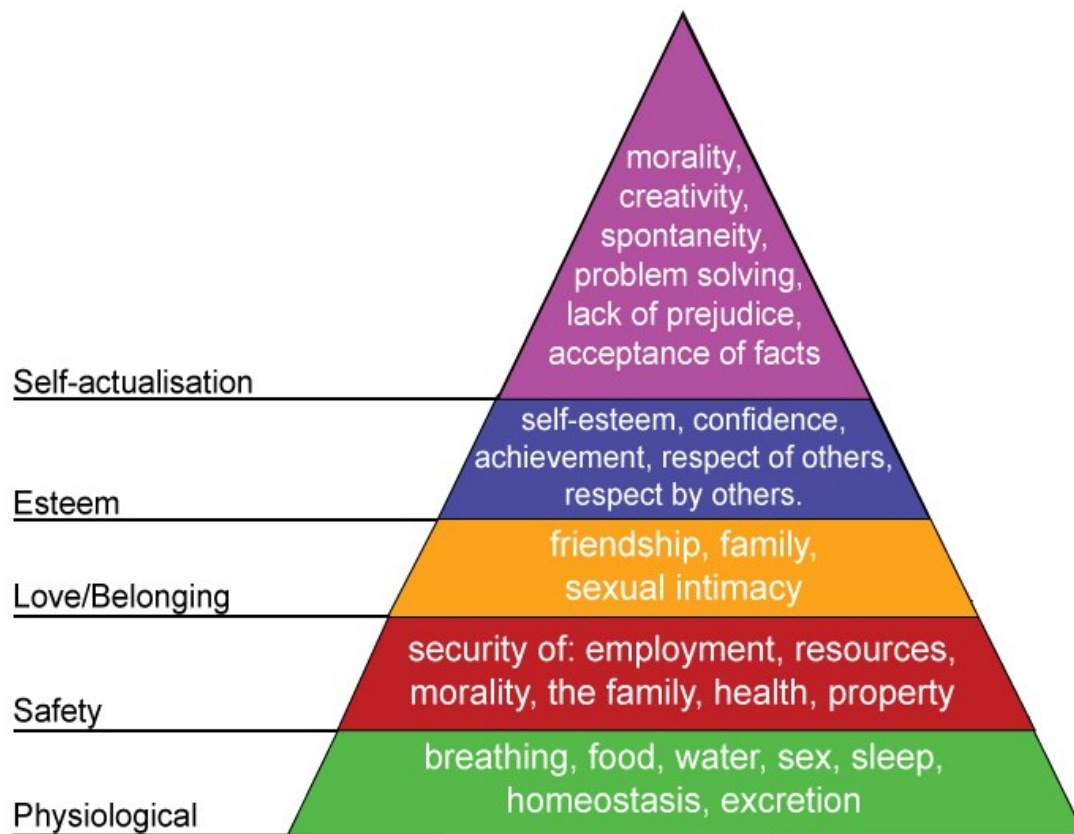 morality,
creativity,
spontaneity,
problem solving,
lack of prejudice,
acceptance of facts
Self-actualisation
self-esteem, confidence,
achievement, respect of others,
respect by others.
Esteem
friendship, family,
sexual intimacy
Love/Belonging
security of: employment, resources,
morality, the family, health, property
Safety
breathing, food, water, sex, sleep,
homeostasis, excretion
Physiological